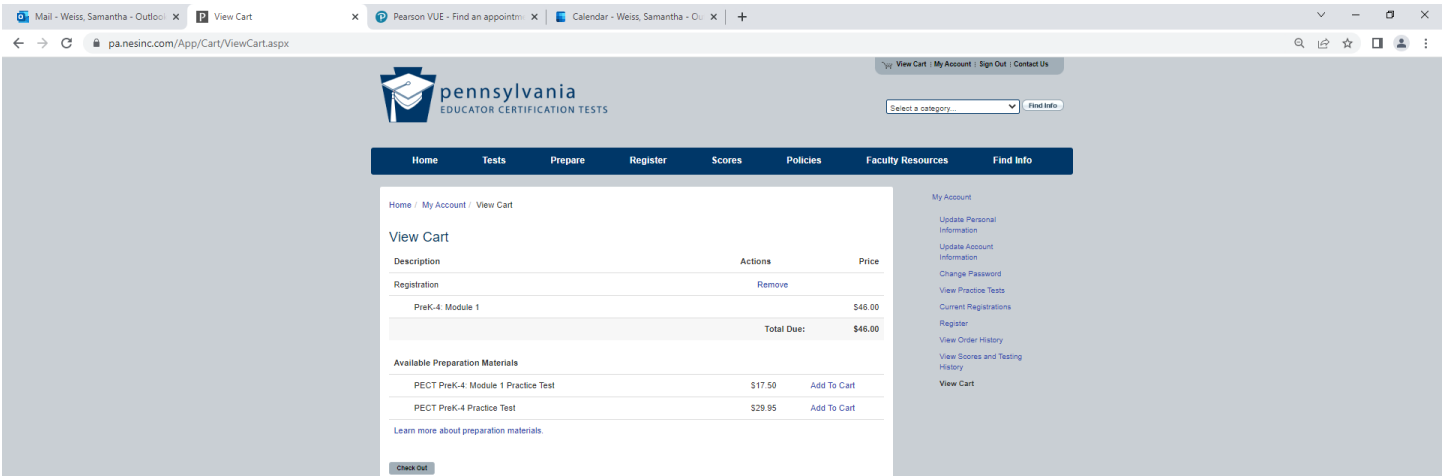 Mail - Weiss, Samantha - Outlook
View Cart
Pearson VUE - Find an appointme
Calendar - Weiss, Samantha - Ou
pa.nesinc.com/App/Cart/ViewCart.aspx
View Cart | My Account | Sign Out | Contact Us
pennsylvania
EDUCATOR CERTIFICATION TESTS
Select a category...
Find Info
Home Tests Prepare Register Scores Policies Faculty Resources Find Info
Home / My Account / View Cart
View Cart
Description Actions Price
Registration Remove
PreK-4: Module 1 $46.00
Total Due: $46.00
Available Preparation Materials
PECT PreK-4: Module 1 Practice Test $17.50 Add To Cart
PECT PreK-4 Practice Test $29.95 Add To Cart
Learn more about preparation materials.
Check Out
My Account
Update Personal
Information
Update Account
Information
Change Password
View Practice Tests
Current Registrations
Register
View Order History
View Scores and Testing
History
View Cart